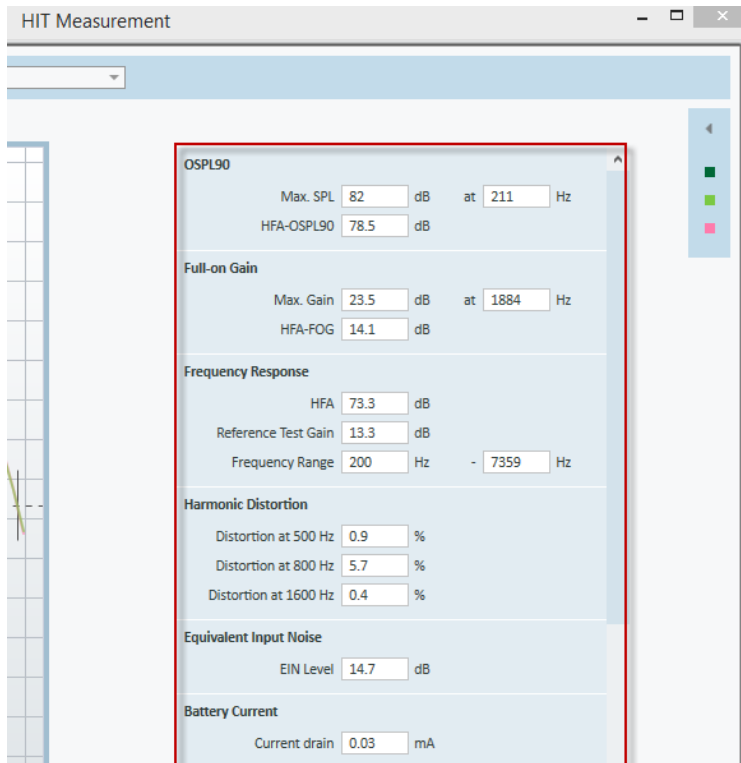 HIT Measurement
OSPL90
Max. SPL 82 dB at 211 Hz
HFA-OSPL90 78.5 dB
Full-on Gain
Max. Gain 23.5 dB at 1884 Hz
HFA-FOG 14.1 dB
Frequency Response
HFA 73.3 dB
Reference Test Gain 13.3 dB
Frequency Range 200 Hz - 7359 Hz
Harmonic Distortion
Distortion at 500 Hz 0.9 %
Distortion at 800 Hz 5.7 %
Distortion at 1600 Hz 0.4 %
Equivalent Input Noise
EIN Level 14.7 dB
Battery Current
Current drain 0.03 mA